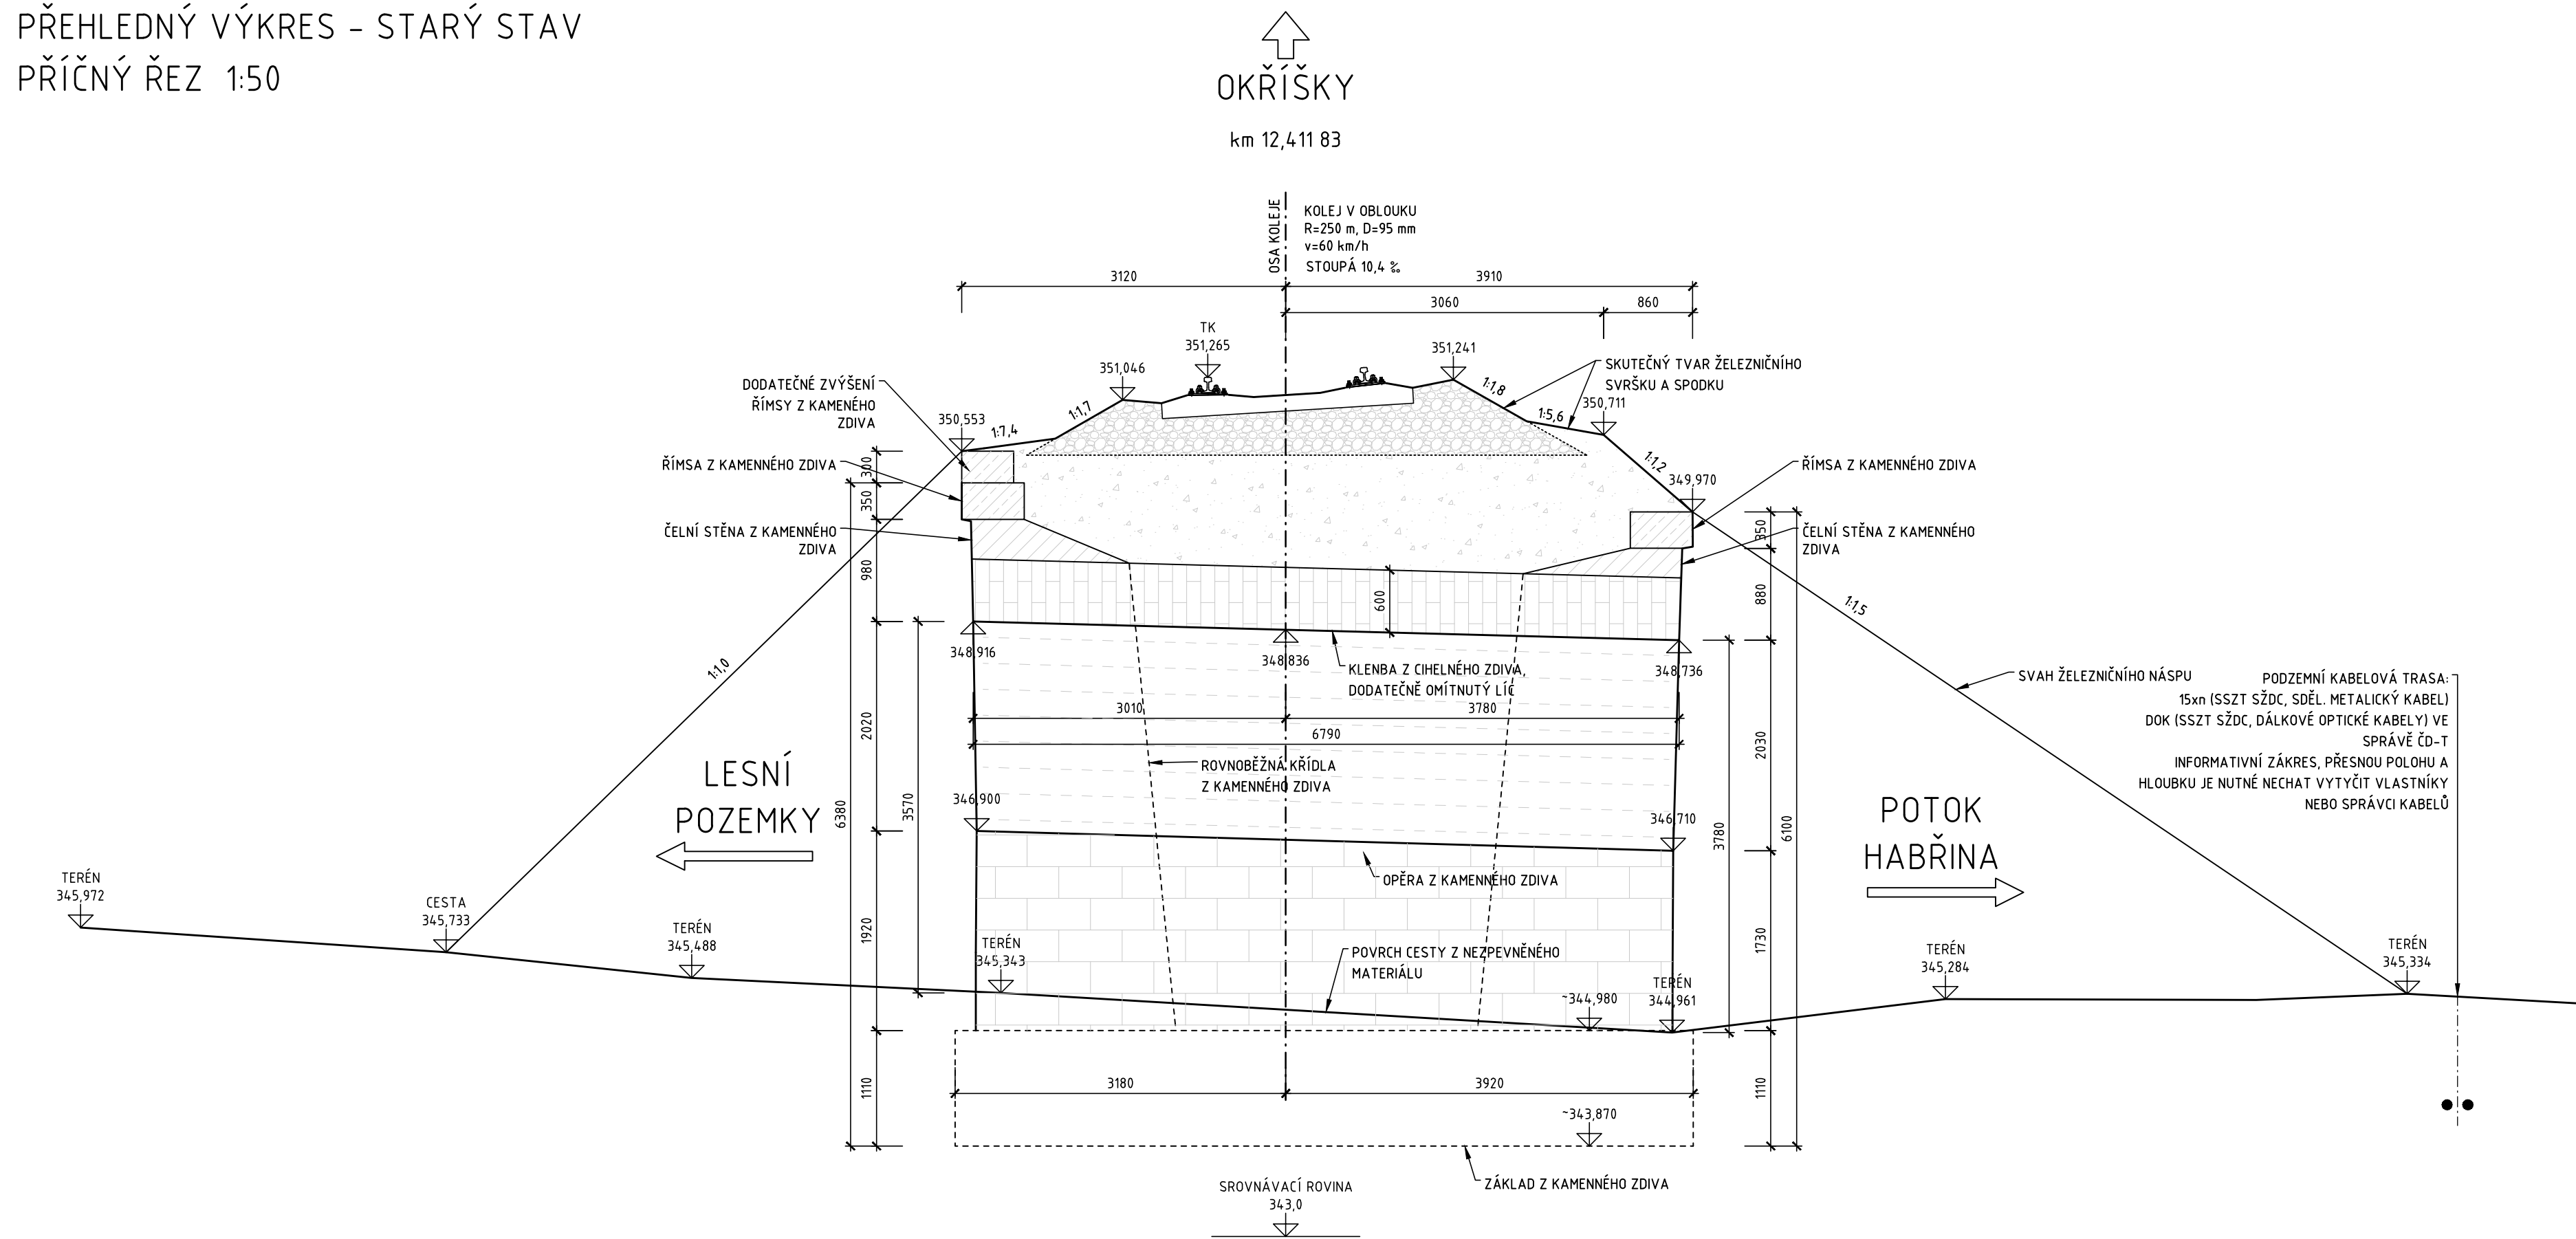 PŘEHLEDNÝ VÝKRES - STARÝ STAV
PŘÍČNÝ ŘEZ 1:50
OKŘÍŠKY
km 12,411 83
OSA KOLEJE
KOLEJ V OBLOUKU
R=250 m, D=95 mm
v=60 km/h
STOUPÁ 10,4 ‰
3120
3910
3060
860
TK
351,265
351,046
351,241
SKUTEČNÝ TVAR ŽELEZNIČNÍHO
SVRŠKU A SPODKU
DODATEČNÉ ZVÝŠENÍ
ŘÍMSY Z KAMENÉHO
ZDIVA
350,553
1:7,4
1:1,7
1:1,8
1:5,6
350,711
1:1,2
349,970
ŘÍMSA Z KAMENNÉHO ZDIVA
ŘÍMSA Z KAMENNÉHO ZDIVA
ČELNÍ STĚNA Z KAMENNÉHO
ZDIVA
ČELNÍ STĚNA Z KAMENNÉHO
ZDIVA
300
350
980
2020
1920
1110
6380
3570
350
880
2030
1730
1110
3780
6100
600
1:1,0
1:1,5
348,916
348,836
348,736
KLENBA Z CIHELNÉHO ZDIVA,
DODATEČNĚ OMÍTNUTÝ LÍC
3010
3780
6790
ROVNOBĚŽNÁ KŘÍDLA
Z KAMENNÉHO ZDIVA
346,900
346,710
OPĚRA Z KAMENNÉHO ZDIVA
SVAH ŽELEZNIČNÍHO NÁSPU
PODZEMNÍ KABELOVÁ TRASA:
15xn (SSZT SŽDC, SDĚL. METALICKÝ KABEL)
DOK (SSZT SŽDC, DÁLKOVÉ OPTICKÉ KABELY) VE
SPRÁVĚ ČD-T
INFORMATIVNÍ ZÁKRES, PŘESNOU POLOHU A
HLOUBKU JE NUTNÉ NECHAT VYTYČIT VLASTNÍKY
NEBO SPRÁVCI KABELŮ
LESNÍ
POZEMKY
POTOK
HABŘINA
TERÉN
345,972
CESTA
345,733
TERÉN
345,488
TERÉN
345,343
POVRCH CESTY Z NEZPEVNĚNÉHO
MATERIÁLU
~344,980
TERÉN
344,961
TERÉN
345,284
TERÉN
345,334
3180
3920
~343,870
ZÁKLAD Z KAMENNÉHO ZDIVA
SROVNÁVACÍ ROVINA
343,0